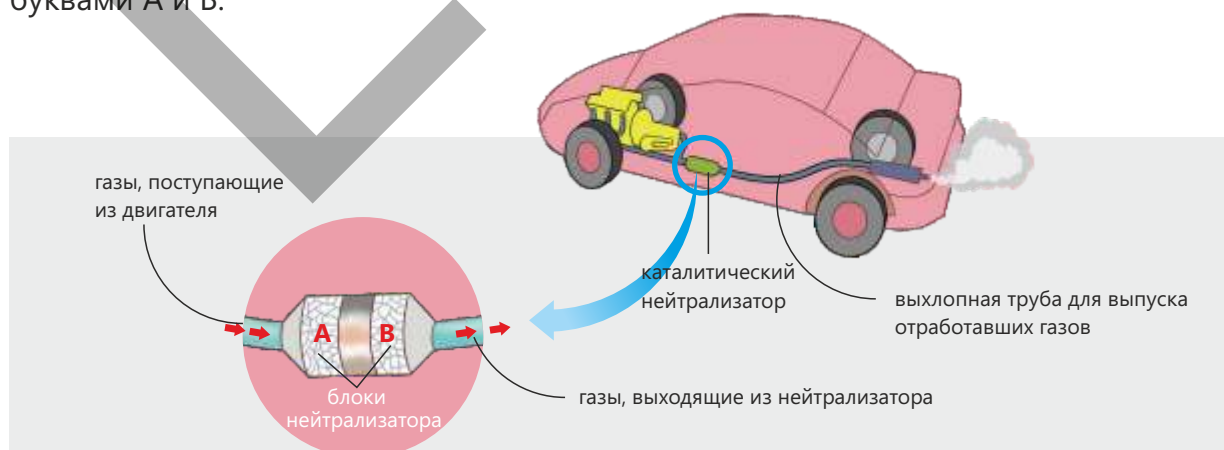 буквами А и В.
газы, поступающие
из двигателя
каталитический
нейтрализатор
выхлопная труба для выпуска
отработавших газов
A
B
блоки
нейтрализатора
газы, выходящие из нейтрализатора